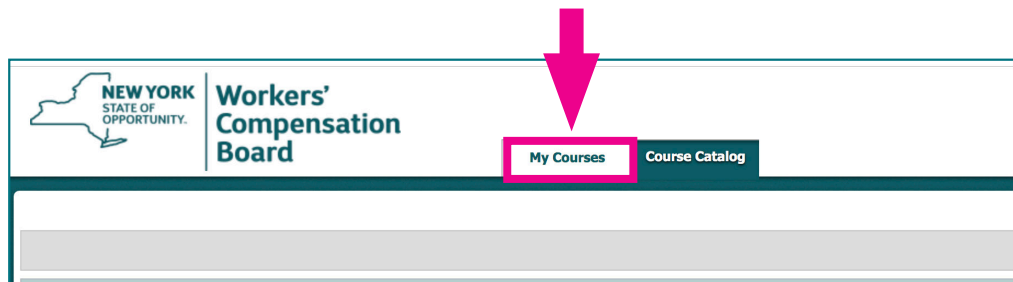 NEW YORK
STATE OF
OPPORTUNITY.
Workers'
Compensation
Board
My Courses
Course Catalog